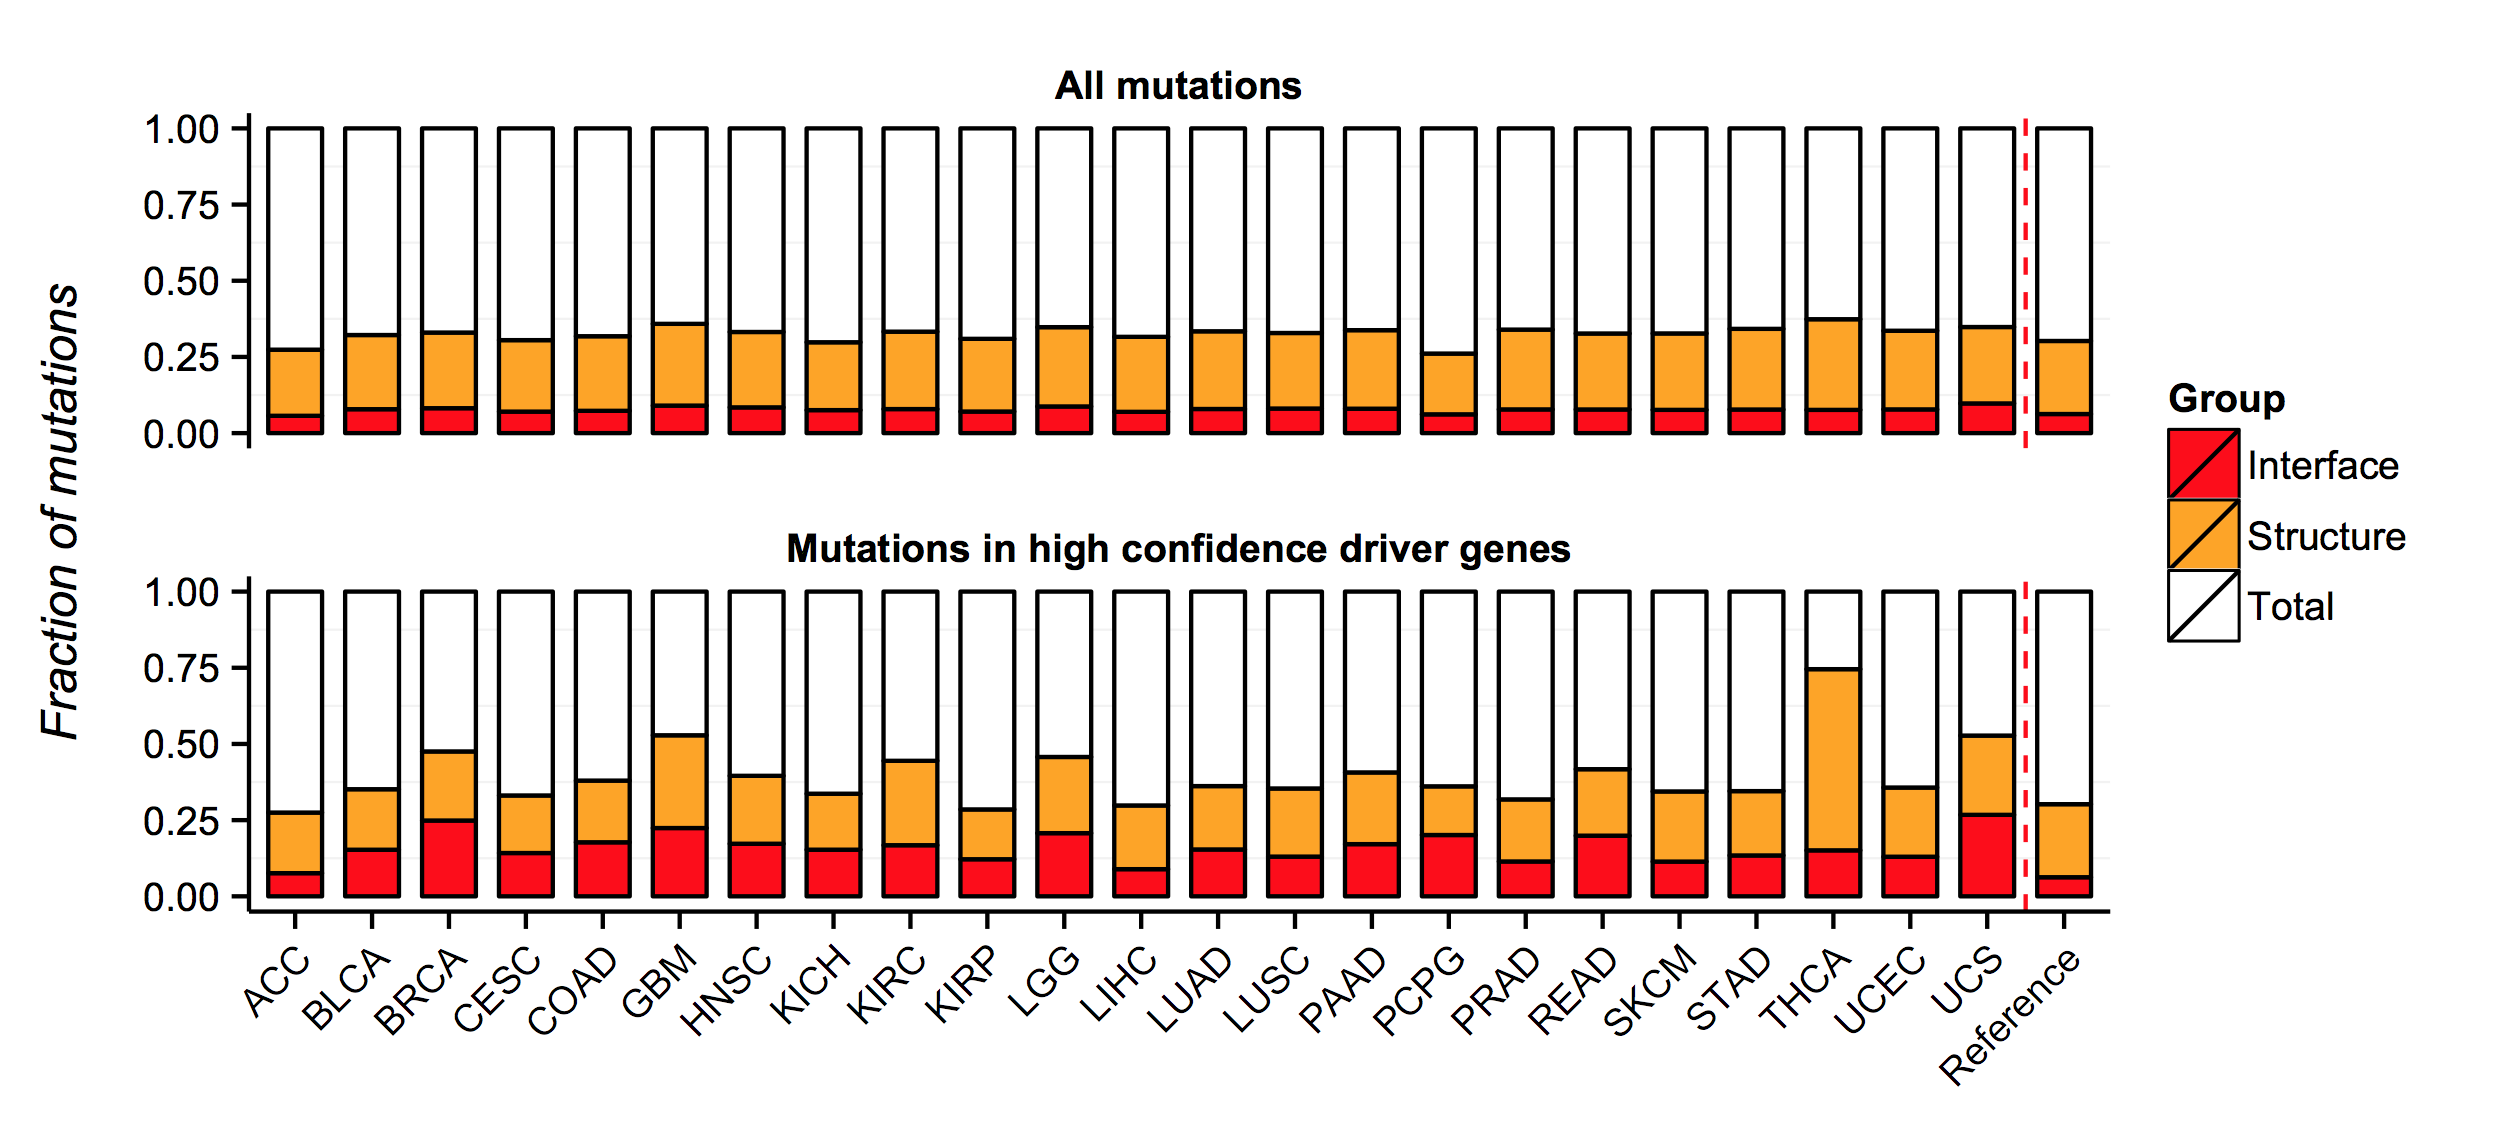 All mutations
1.00
0.75
0.50
0.25
0.00
Fraction of mutations
Mutations in high confidence driver genes
1.00
0.75
0.50
0.25
0.00
ACC
BLCA
BRCA
CESC
COAD
GBM
HNSC
KICH
KIRC
KIRP
LGG
LIHC
LUAD
LUSC
PAAD
PCPG
PRAD
READ
SKCM
STAD
THCA
UCEC
UCS
Reference
Group
Interface
Structure
Total